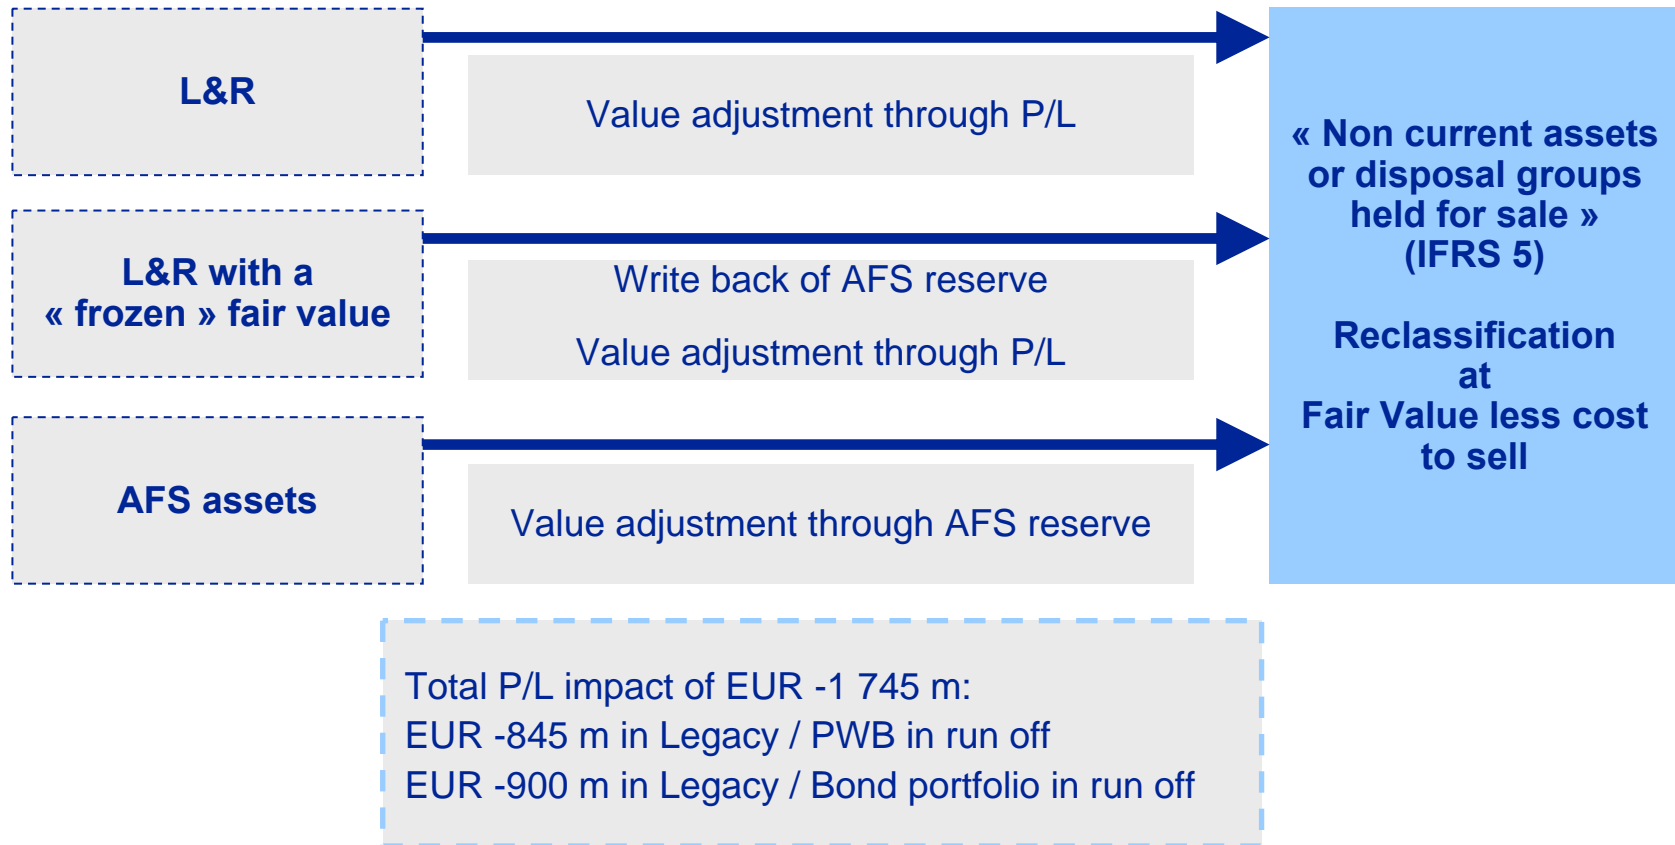 L&R
Value adjustment through P/L
L&R with a
« frozen » fair value
Write back of AFS reserve
Value adjustment through P/L
AFS assets
Value adjustment through AFS reserve
« Non current assets
or disposal groups
held for sale »
(IFRS 5)
Reclassification
at
Fair Value less cost
to sell
Total P/L impact of EUR -1 745 m:
EUR -845 m in Legacy / PWB in run off
EUR -900 m in Legacy / Bond portfolio in run off